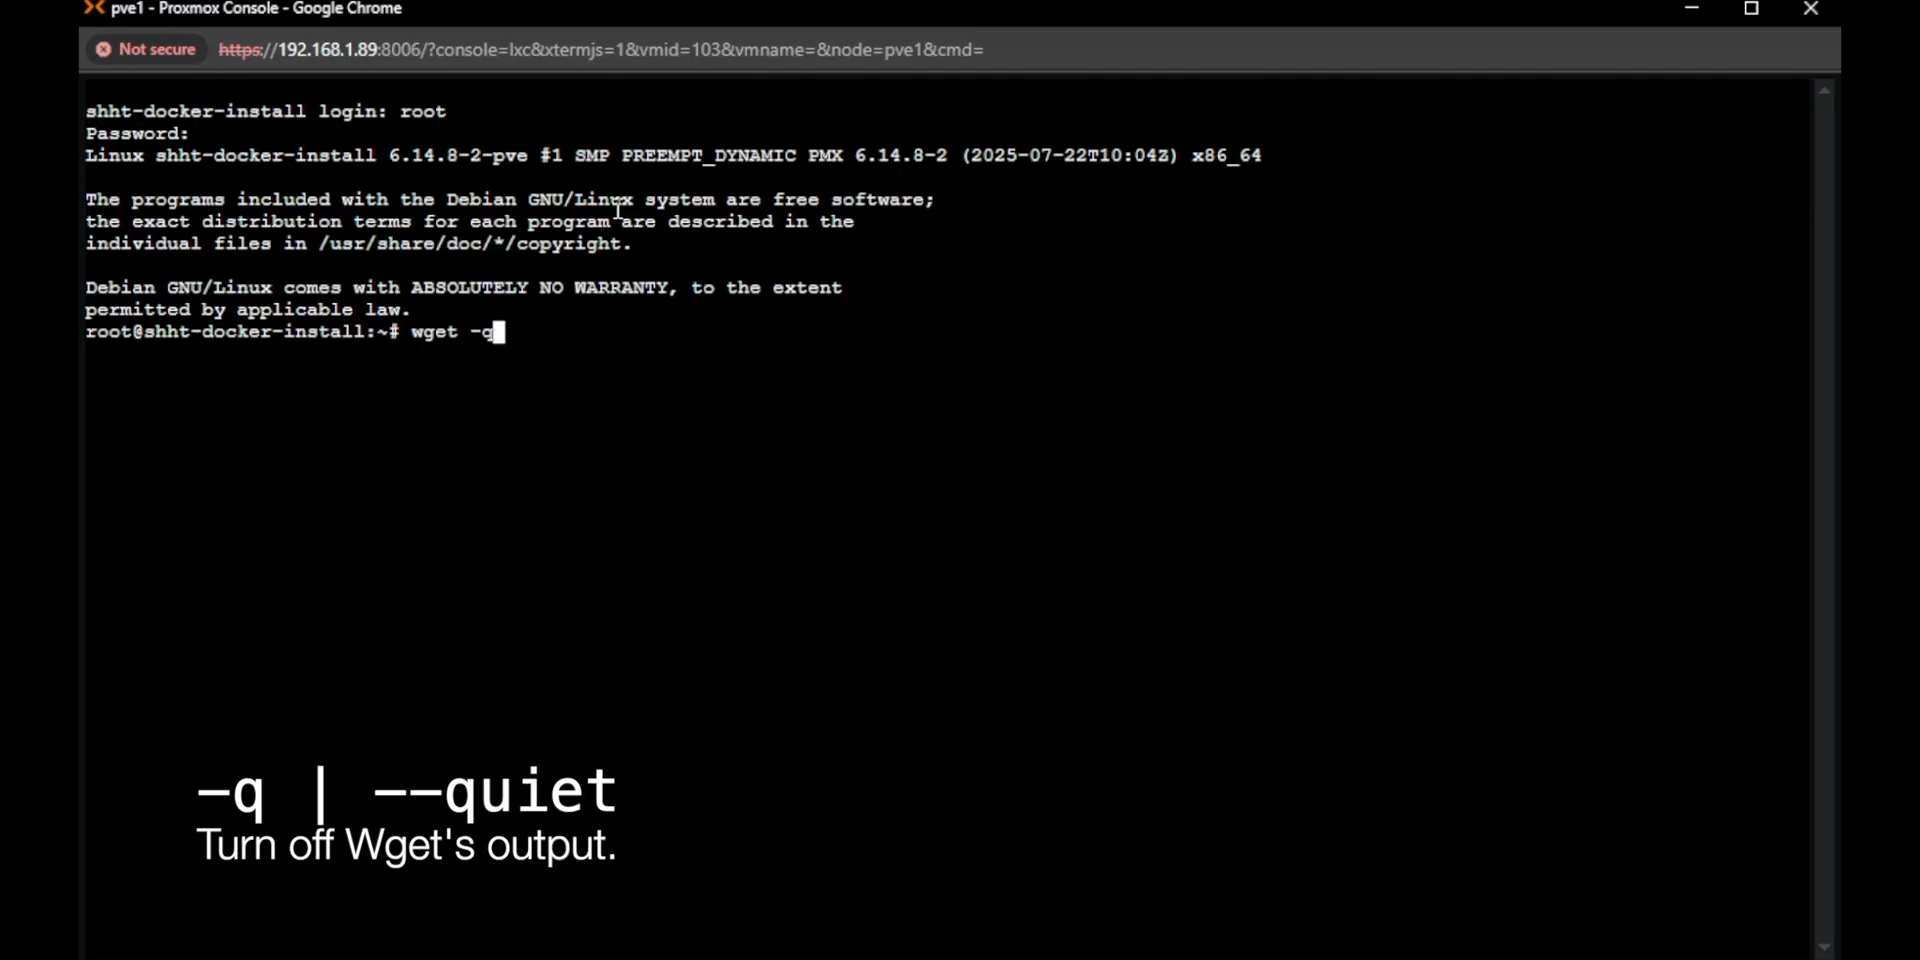 pve1 - Proxmox Console - Google Chrome
Not secure https://192.168.1.89:8006/?console=lxc&xtermjs=1&vmid=103&vmname=&node=pve1&cmd=
shht-docker-install login: root
Password:
Linux shht-docker-install 6.14.8-2-pve #1 SMP PREEMPT_DYNAMIC PMX 6.14.8-2 (2025-07-22T10:04Z) x86_64
The programs included with the Debian GNU/Linux system are free software;
the exact distribution terms for each program are described in the
individual files in /usr/share/doc/*/copyright.
Debian GNU/Linux comes with ABSOLUTELY NO WARRANTY, to the extent
permitted by applicable law.
root@shht-docker-install:~# wget -q
-q | --quiet
Turn off Wget's output.